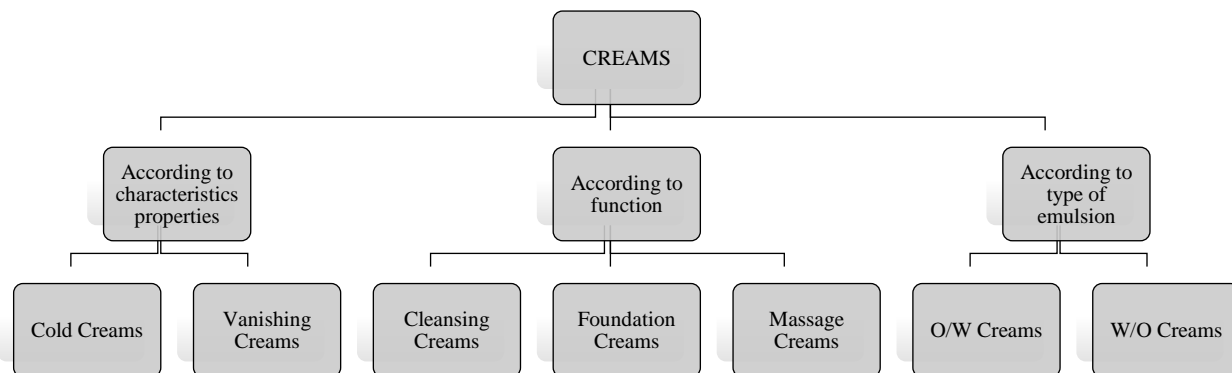 CREAMS
According to
characteristics
properties
According to
function
According to
type of
emulsion
Cold Creams
Vanishing
Creams
Cleansing
Creams
Foundation
Creams
Massage
Creams
O/W Creams
W/O Creams